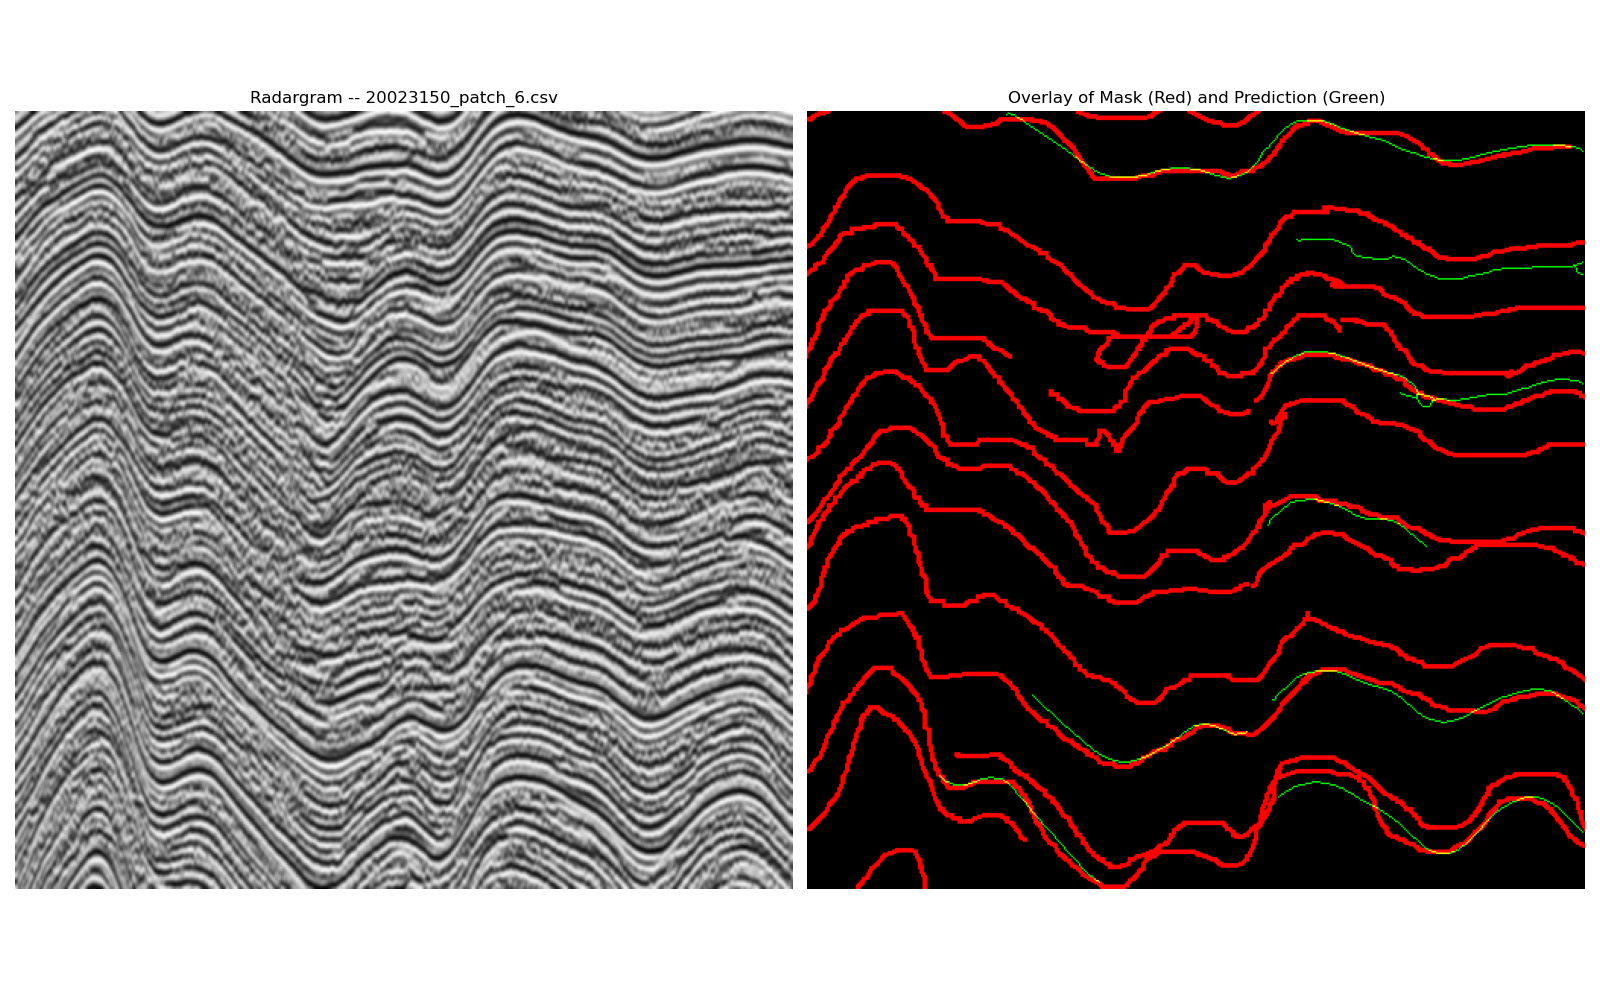 Radargram -- 20023150_patch_6.csv
Overlay of Mask (Red) and Prediction (Green)